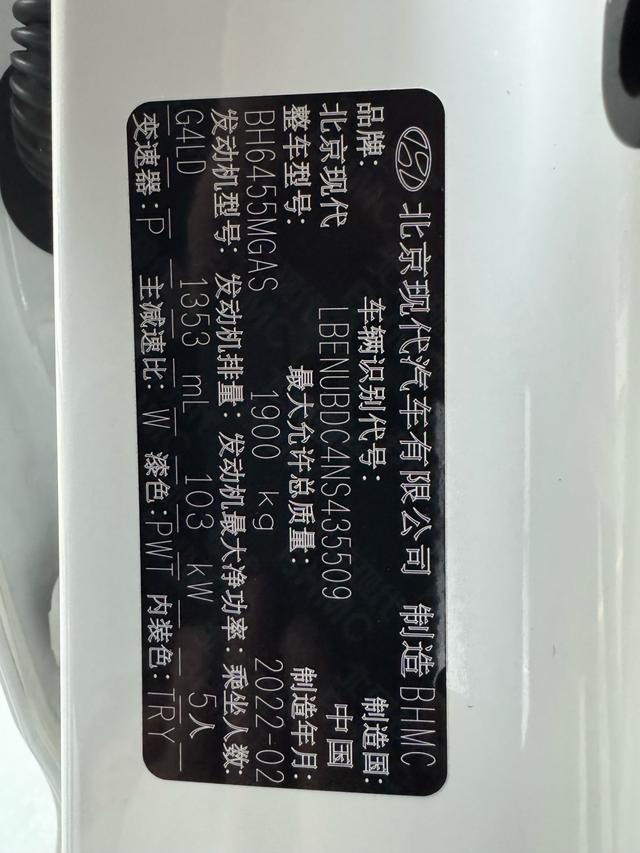 北京现代汽车有限公司 制造 BHMC
品牌: 车辆识别代号: 制造国:
北京现代 LBENUBDC4NS435509 中国
整车型号: 最大允许总质量: 制造年月:
BH6455MGAS 1900 kg 2022-02
发动机型号: 发动机排量: 发动机最大净功率: 乘坐人数:
G4LD 1353 mL 103 kW 5人
变速器: P 主减速比: W 漆色: PWT 内装色: TRY